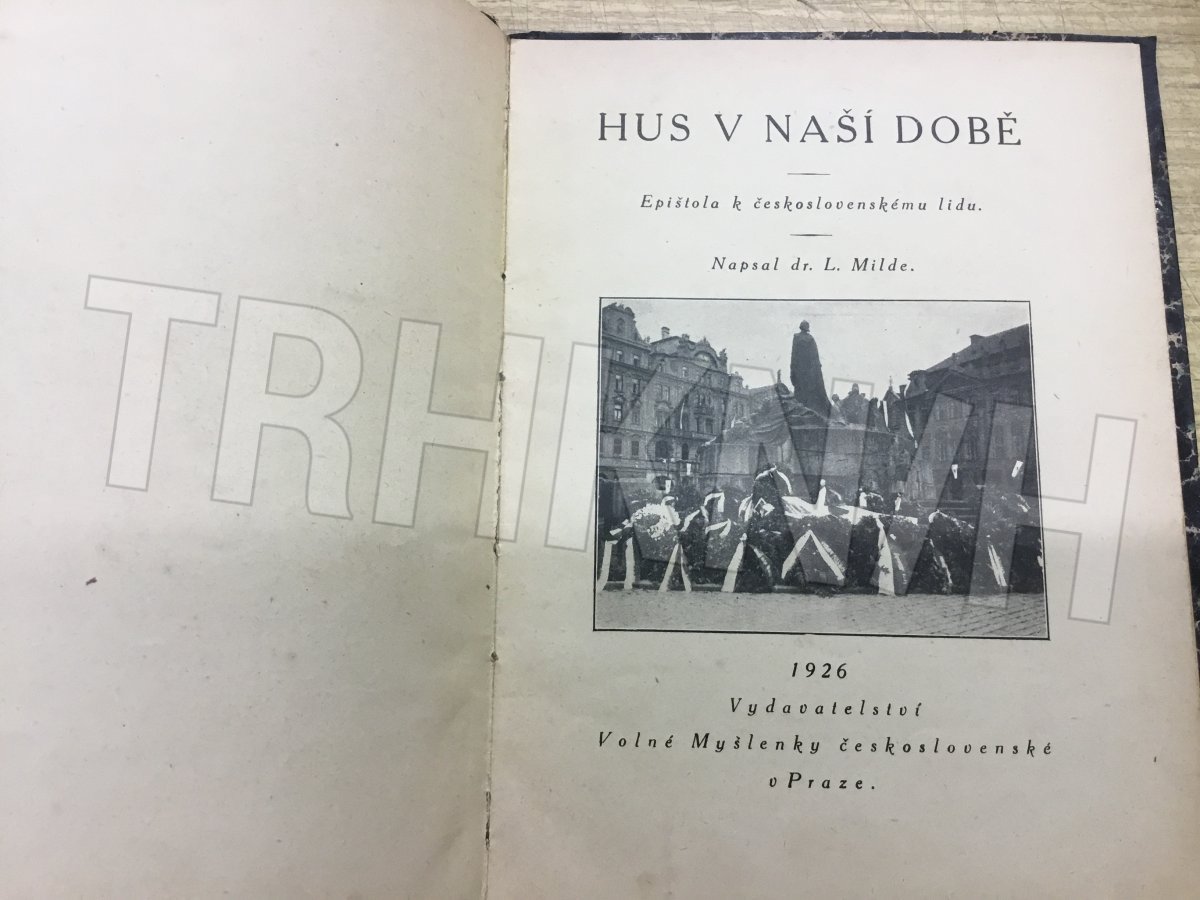 HUS V NAŠÍ DOBĚ
Epištola k československému lidu.
Napsal dr. L. Milde.
TRHKNIH
1926
Vydavatelství
Volné Myšlenky československé
v Praze.